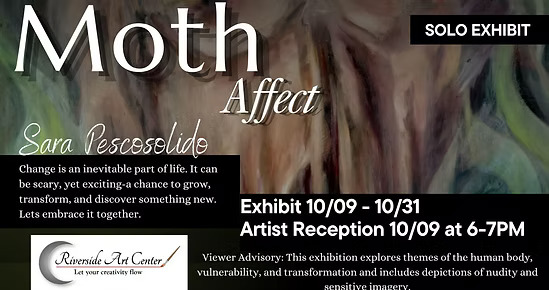 Moth
SOLO EXHIBIT
Affect
Sara Pescosolido
Change is an inevitable part of life. It can
be scary, yet exciting-a chance to grow,
transform, and discover something new.
Lets embrace it together.
Exhibit 10/09 - 10/31
Artist Reception 10/09 at 6-7PM
Riverside Art Center
Let your creativity flow
Viewer Advisory: This exhibition explores themes of the human body,
vulnerability, and transformation and includes depictions of nudity and
sensitive imagery.